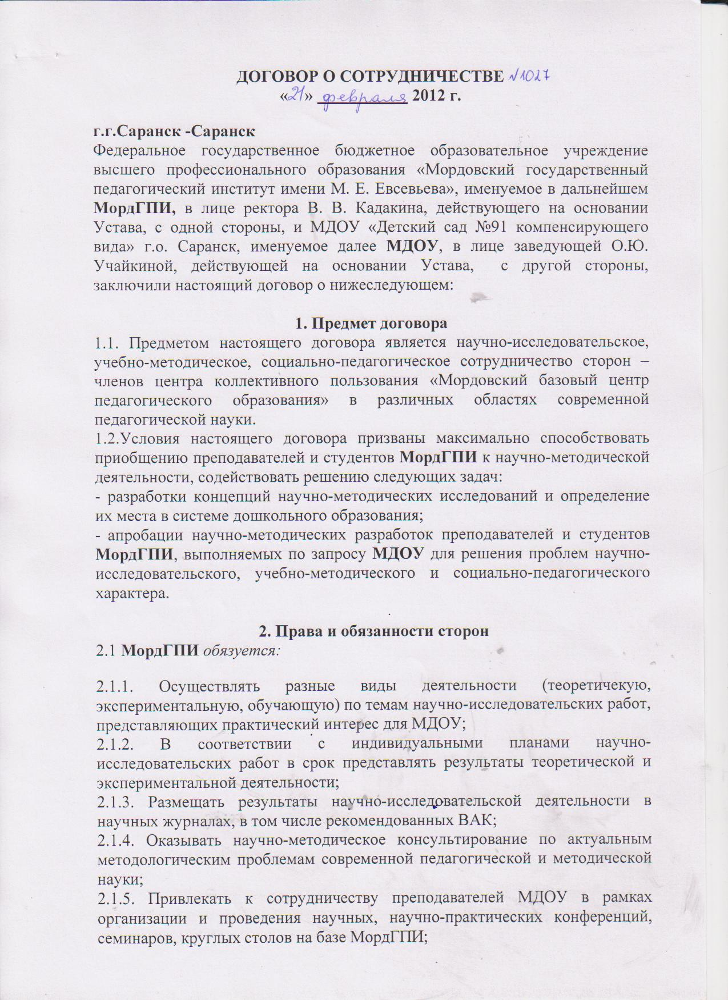 ДОГОВОР О СОТРУДНИЧЕСТВЕ №1027
«21» февраля 2012 г.
г.г.Саранск -Саранск
Федеральное государственное бюджетное образовательное учреждение
высшего профессионального образования «Мордовский государственный
педагогический институт имени М. Е. Евсевьева», именуемое в дальнейшем
МордГПИ, в лице ректора В. В. Кадакина, действующего на основании
Устава, с одной стороны, и МДОУ «Детский сад №91 компенсирующего
вида» г.о. Саранск, именуемое далее МДОУ, в лице заведующей О.Ю.
Учайкиной, действующей на основании Устава, с другой стороны,
заключили настоящий договор о нижеследующем:
1. Предмет договора
1.1. Предметом настоящего договора является научно-исследовательское,
учебно-методическое, социально-педагогическое сотрудничество сторон –
членов центра коллективного пользования «Мордовский базовый центр
педагогического образования» в различных областях современной
педагогической науки.
1.2.Условия настоящего договора призваны максимально способствовать
приобщению преподавателей и студентов МордГПИ к научно-методической
деятельности, содействовать решению следующих задач:
- разработки концепций научно-методических исследований и определение
их места в системе дошкольного образования;
- апробации научно-методических разработок преподавателей и студентов
МордГПИ, выполняемых по запросу МДОУ для решения проблем научно-
исследовательского, учебно-методического и социально-педагогического
характера.
2. Права и обязанности сторон
2.1 МордГПИ обязуется:
2.1.1. Осуществлять разные виды деятельности (теоретичекую,
экспериментальную, обучающую) по темам научно-исследовательских работ,
представляющих практический интерес для МДОУ;
2.1.2. В соответствии с индивидуальными планами научно-
исследовательских работ в срок представлять результаты теоретической и
экспериментальной деятельности;
2.1.3. Размещать результаты научно-исследовательской деятельности в
научных журналах, в том числе рекомендованных ВАК;
2.1.4. Оказывать научно-методическое консультирование по актуальным
методологическим проблемам современной педагогической и методической
науки;
2.1.5. Привлекать к сотрудничеству преподавателей МДОУ в рамках
организации и проведения научных, научно-практических конференций,
семинаров, круглых столов на базе МордГПИ;